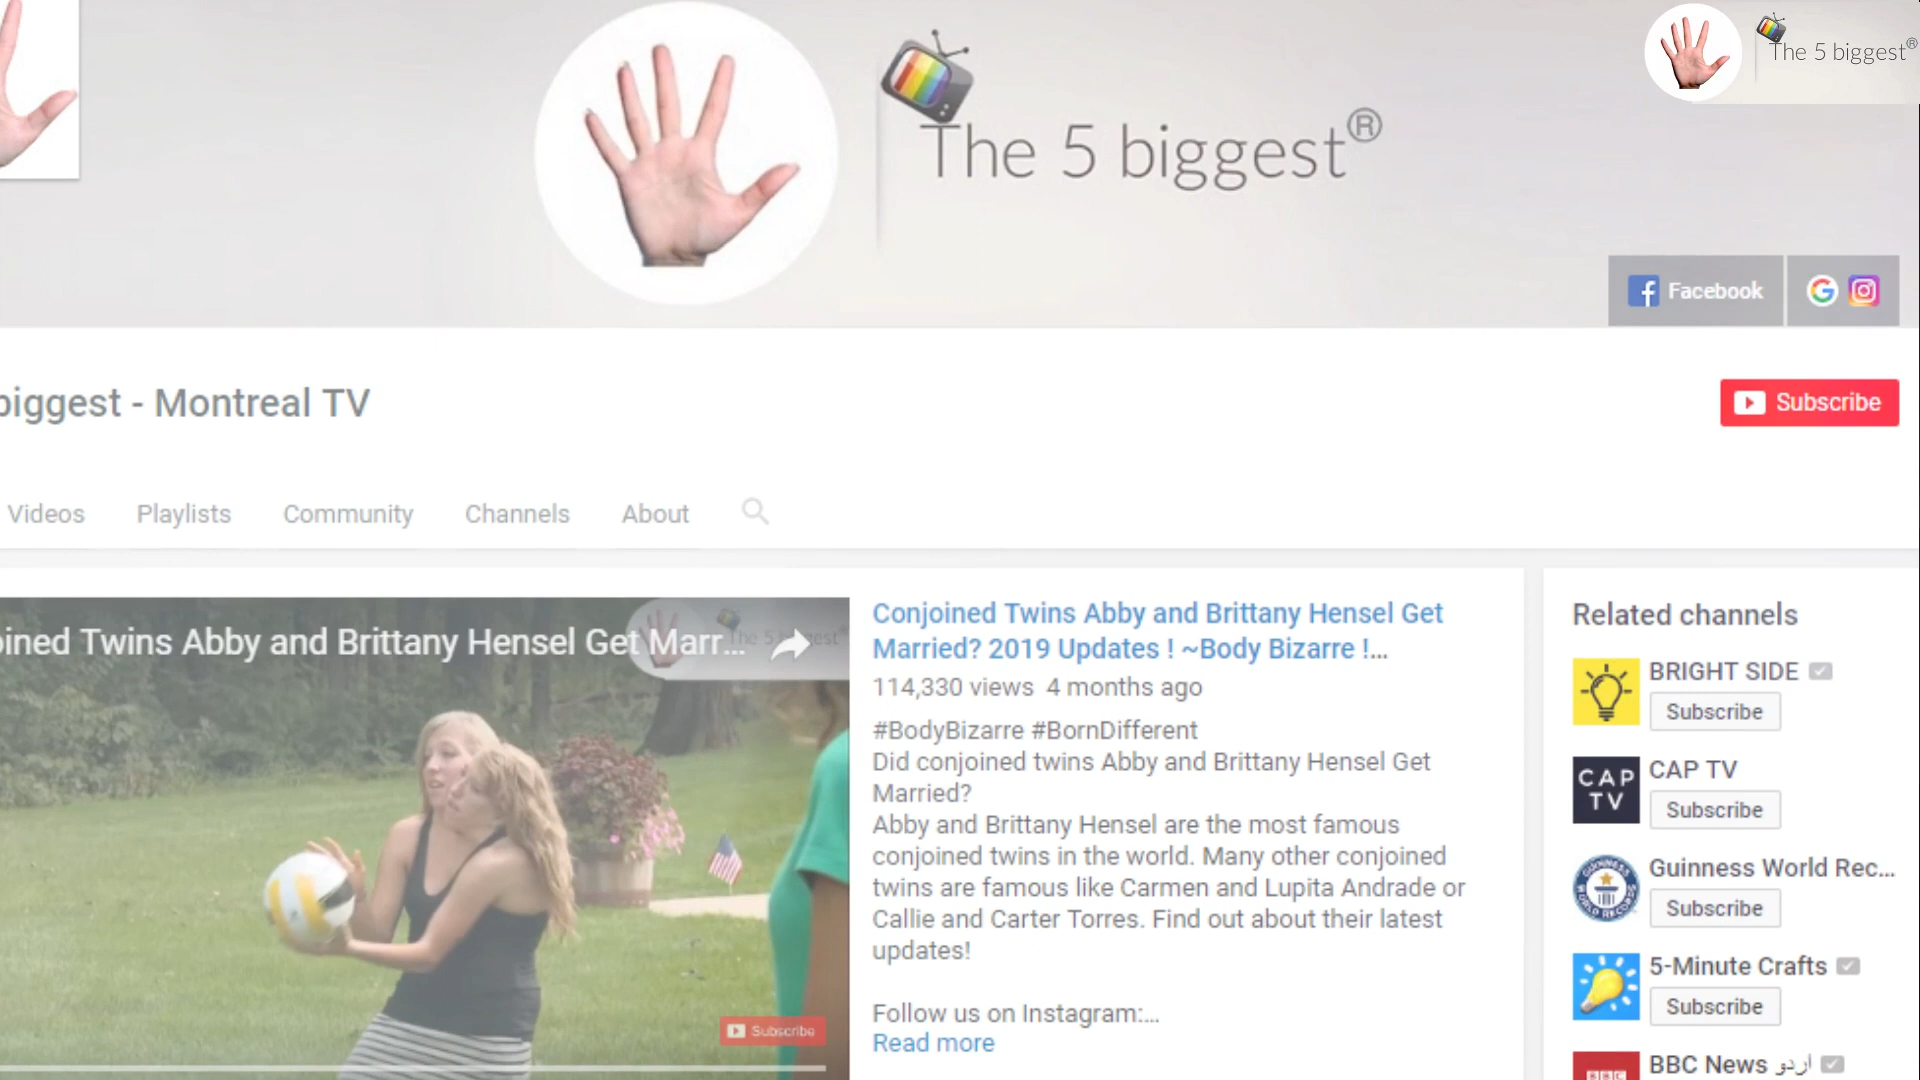 The 5 biggest®
The 5 biggest®
Facebook
biggest - Montreal TV
Subscribe
Videos Playlists Community Channels About
oined Twins Abby and Brittany Hensel Get Marr...
The 5 biggest
Subscribe
Conjoined Twins Abby and Brittany Hensel Get
Married? 2019 Updates ! ~Body Bizarre !...
114,330 views 4 months ago
#BodyBizarre #BornDifferent
Did conjoined twins Abby and Brittany Hensel Get
Married?
Abby and Brittany Hensel are the most famous
conjoined twins in the world. Many other conjoined
twins are famous like Carmen and Lupita Andrade or
Callie and Carter Torres. Find out about their latest
updates!
Follow us on Instagram:...
Read more
Related channels
BRIGHT SIDE
Subscribe
CAP
TV
CAP TV
Subscribe
Guinness World Rec...
Subscribe
5-Minute Crafts
Subscribe
BBC
BBC News اردو